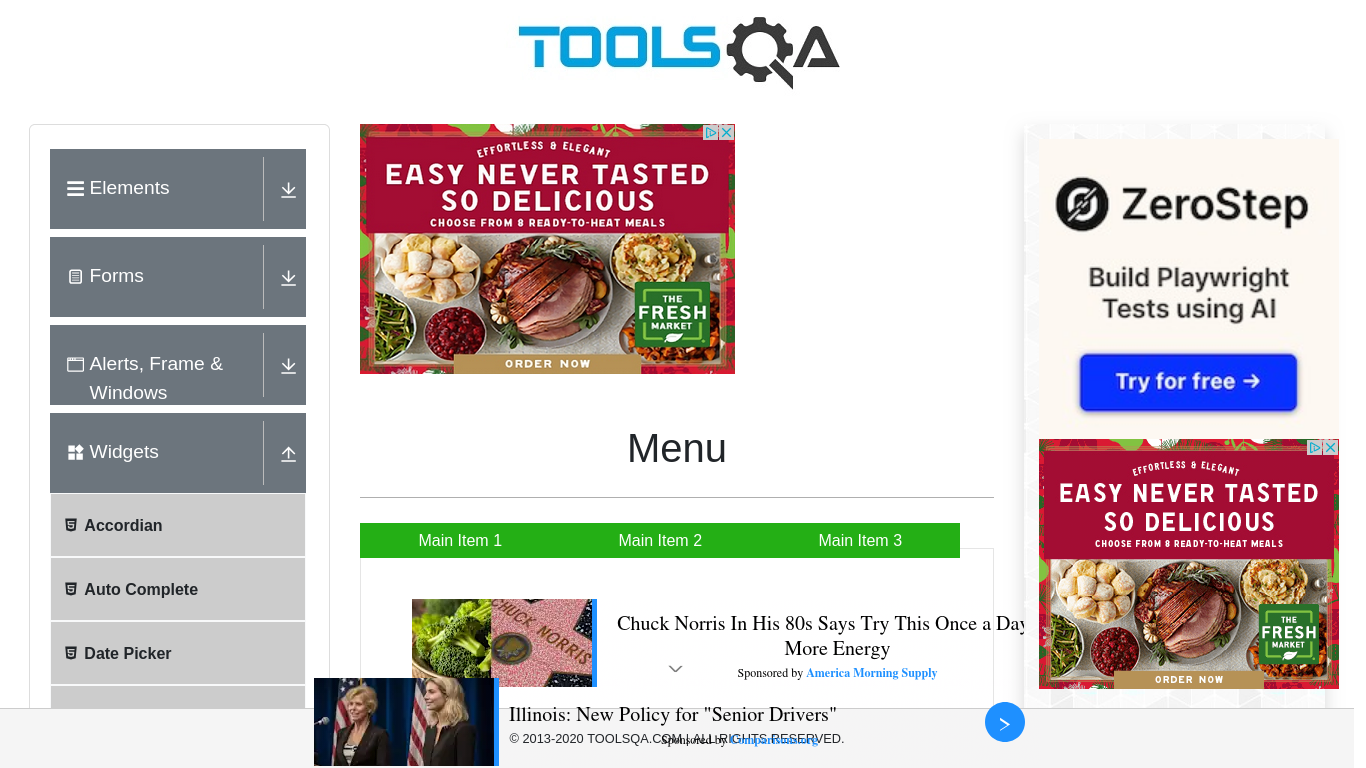 TOOLSQA
Elements
Forms
Alerts, Frame &
Windows
Widgets
Accordian
Auto Complete
Date Picker
EFFORTLESS & ELEGANT
EASY NEVER TASTED
SO DELICIOUS
CHOOSE FROM 8 READY-TO-HEAT MEALS
THE
FRESH
MARKET
ORDER NOW
Menu
Main Item 1
Main Item 2
Main Item 3
CHUCK NORRIS
Chuck Norris In His 80s Says Try This Once a Day
More Energy
Sponsored by America Morning Supply
Illinois: New Policy for "Senior Drivers"
Sponsored by Comparisons.org
© 2013-2020 TOOLSQA.COM | ALL RIGHTS RESERVED.
ZeroStep
Build Playwright
Tests using AI
Try for free →
EFFORTLESS & ELEGANT
EASY NEVER TASTED
SO DELICIOUS
CHOOSE FROM 8 READY-TO-HEAT MEALS
THE
FRESH
MARKET
ORDER NOW